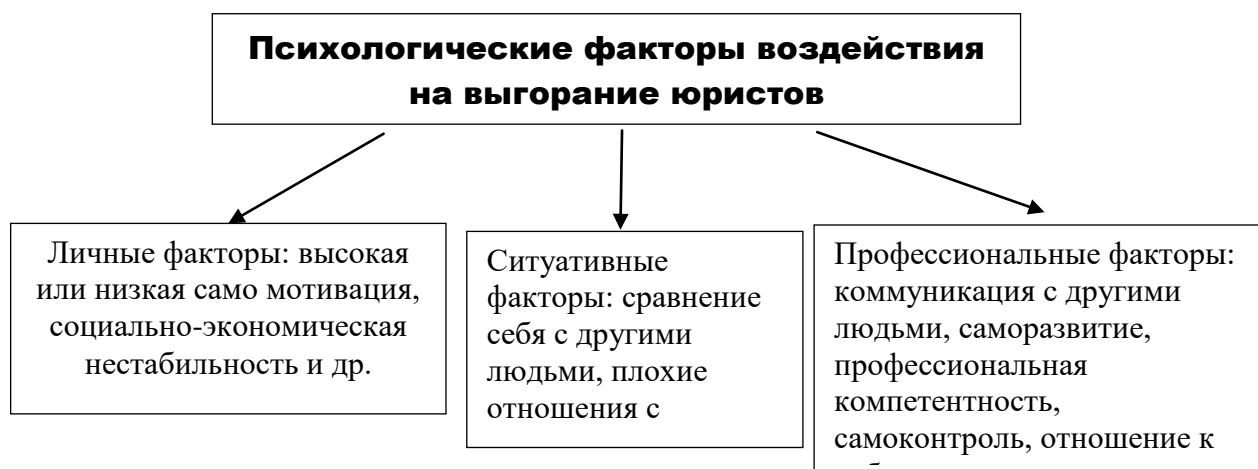 Психологические факторы воздействия
на выгорание юристов
Личные факторы: высокая
или низкая само мотивация,
социально-экономическая
нестабильность и др.
Ситуативные
факторы: сравнение
себя с другими
людьми, плохие
отношения с
Профессиональные факторы:
коммуникация с другими
людьми, саморазвитие,
профессиональная
компетентность,
самоконтроль, отношение к